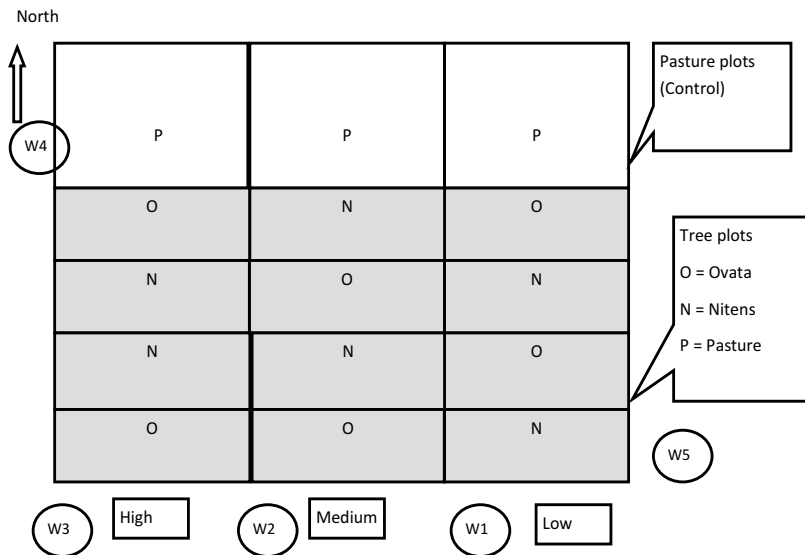 North
Pasture plots
(Control)
P P P
W4
O N O
Tree plots
O = Ovata
N O N
N = Nitens
N N O
P = Pasture
O O N
W5
W3 High W2 Medium W1 Low